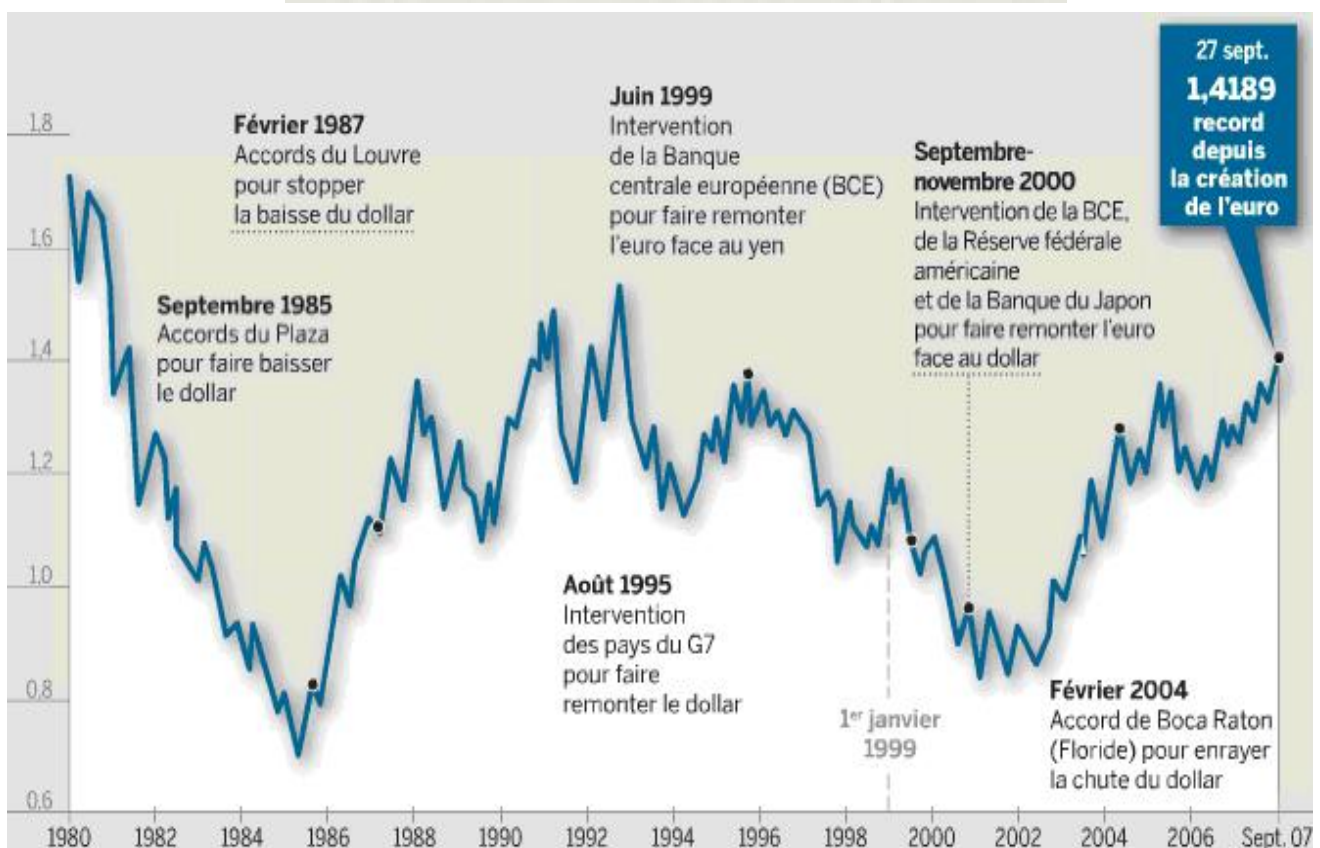 27 sept.
1,4189
record
depuis
la création
de l'euro
Juin 1999
Intervention
de la Banque
centrale européenne (BCE)
pour faire remonter
l'euro face au yen
Février 1987
Accords du Louvre
pour stopper
la baisse du dollar
Septembre-
novembre 2000
Intervention de la BCE,
de la Réserve fédérale
américaine
et de la Banque du Japon
pour faire remonter l'euro
face au dollar
Septembre 1985
Accords du Plaza
pour faire baisser
le dollar
Août 1995
Intervention
des pays du G7
pour faire
remonter le dollar
Février 2004
Accord de Boca Raton
(Floride) pour enrayer
la chute du dollar
1er janvier
1999
1.8
1.6
1.4
1.2
1.0
0.8
0.6
1980 1982 1984 1986 1988 1990 1992 1994 1996 1998 2000 2002 2004 2006 Sept. 07